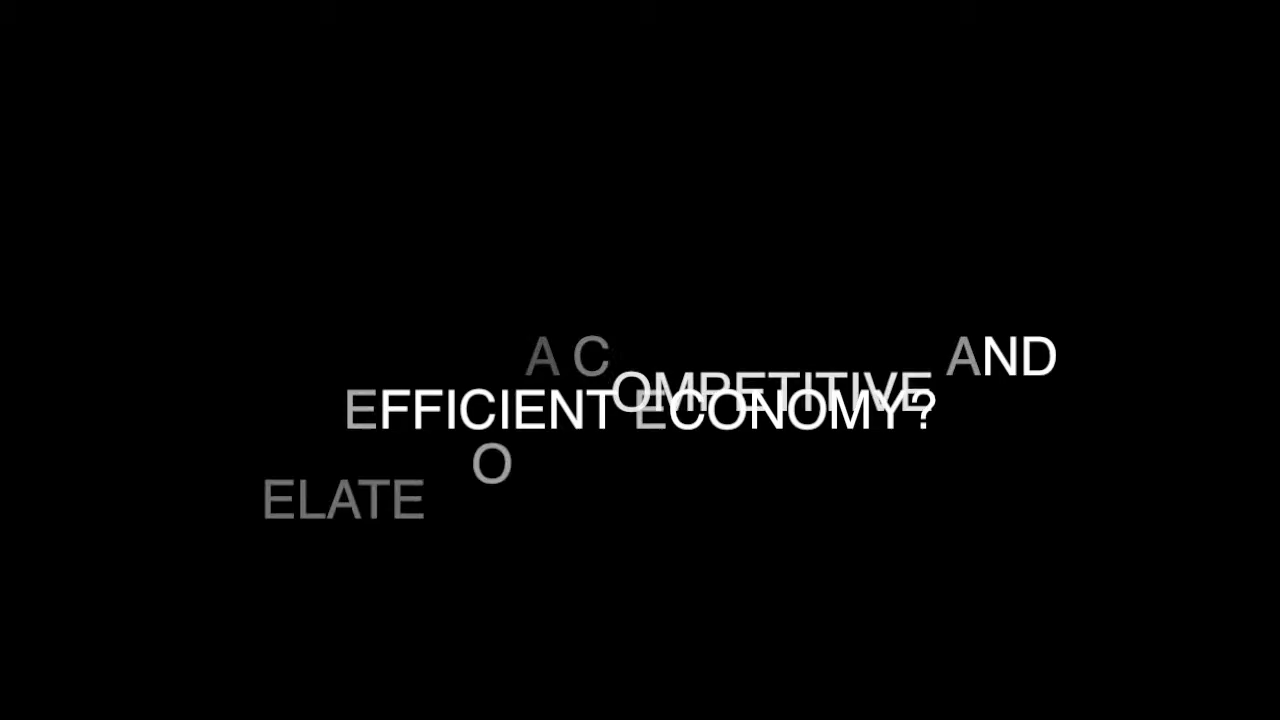 A C AND
OMPETITIVE
EFFICIENT ECONOMY?
O
ELATE